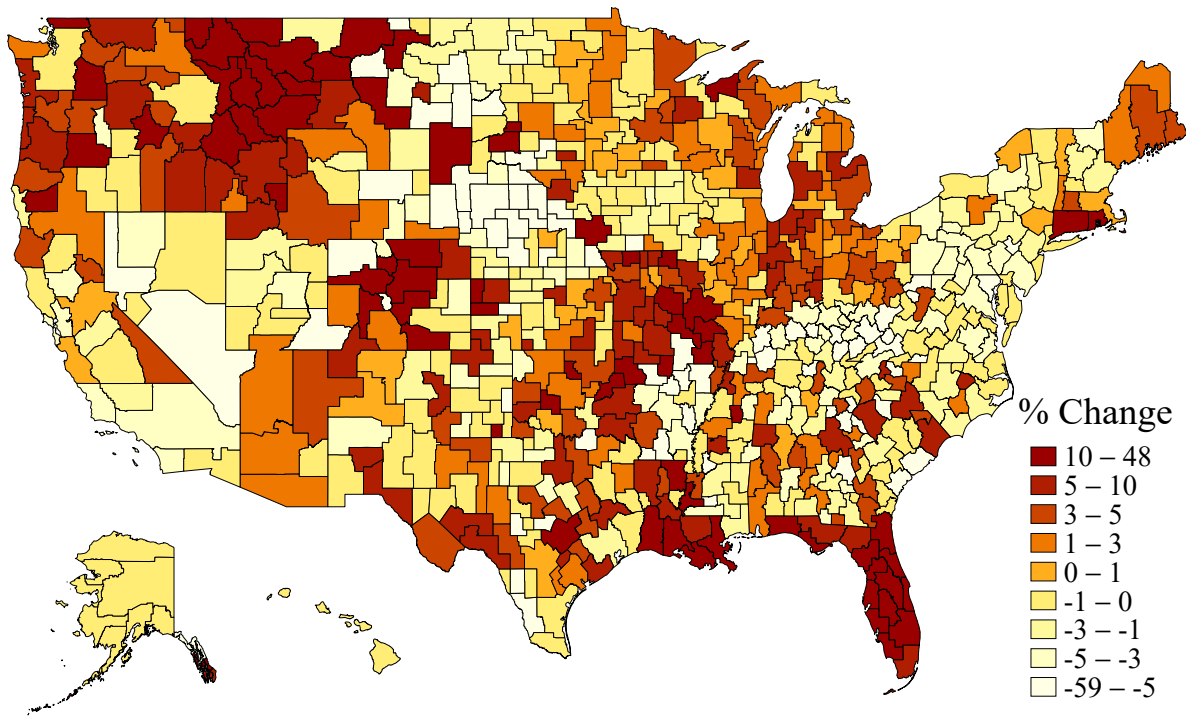 % Change
10 – 48
5 – 10
3 – 5
1 – 3
0 – 1
-1 – 0
-3 – -1
-5 – -3
-59 – -5